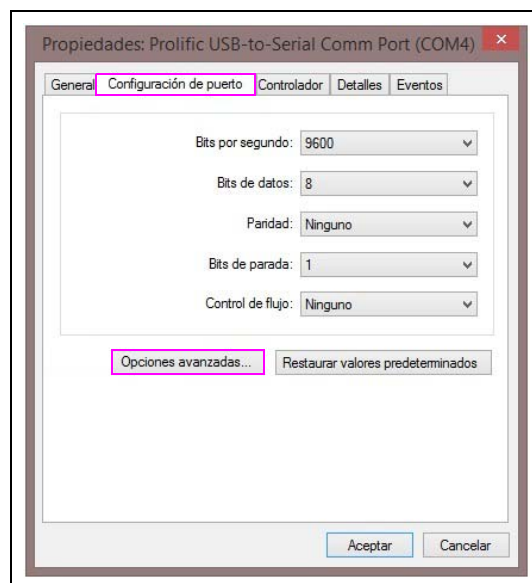 Propiedades: Prolific USB-to-Serial Comm Port (COM4)
General Configuración de puerto Controlador Detalles Eventos
Bits por segundo: 9600
Bits de datos: 8
Paridad: Ninguno
Bits de parada: 1
Control de flujo: Ninguno
Opciones avanzadas... Restaurar valores predeterminados
Aceptar Cancelar